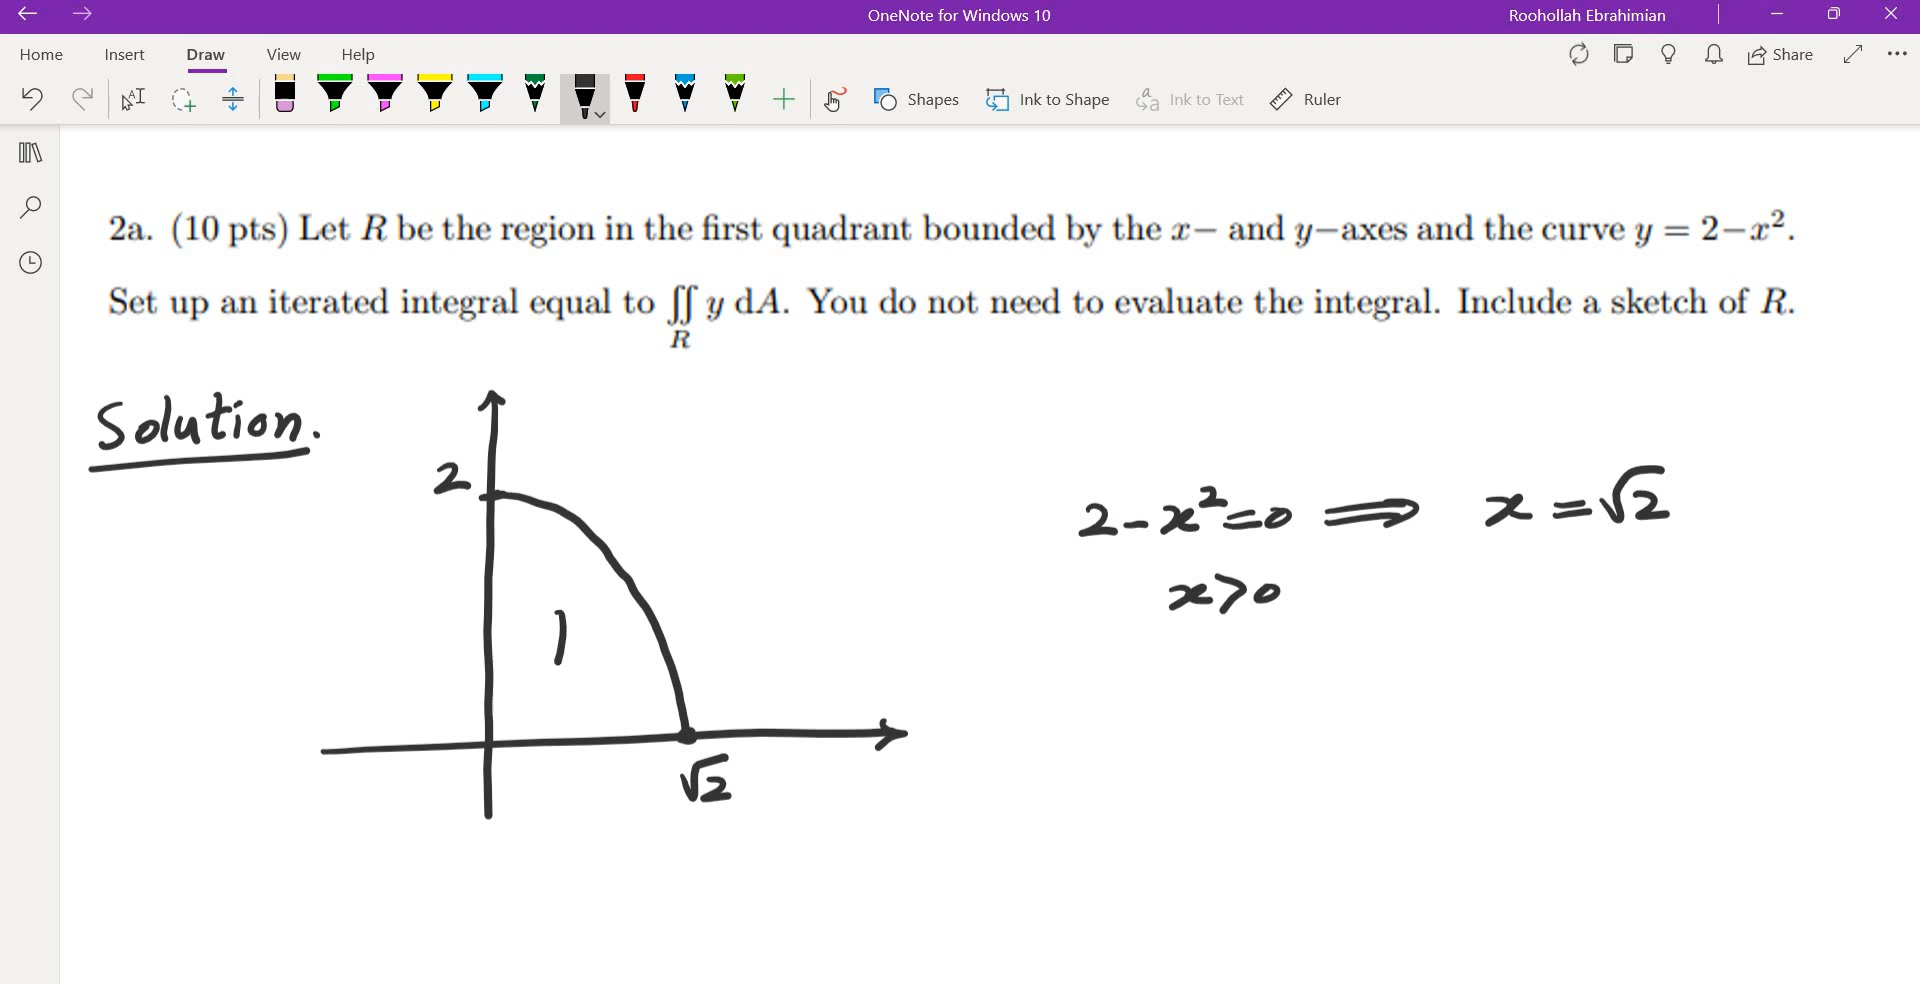 OneNote for Windows 10
Roohollah Ebrahimian
Home Insert Draw View Help
Share
Shapes Ink to Shape Ink to Text Ruler
2a. (10 pts) Let R be the region in the first quadrant bounded by the x− and y−axes and the curve y = 2−x².
Set up an iterated integral equal to ∬ y dA. You do not need to evaluate the integral. Include a sketch of R.
R
Solution.
2
2-x²=0 ⟹ x=√2
x>0
√2